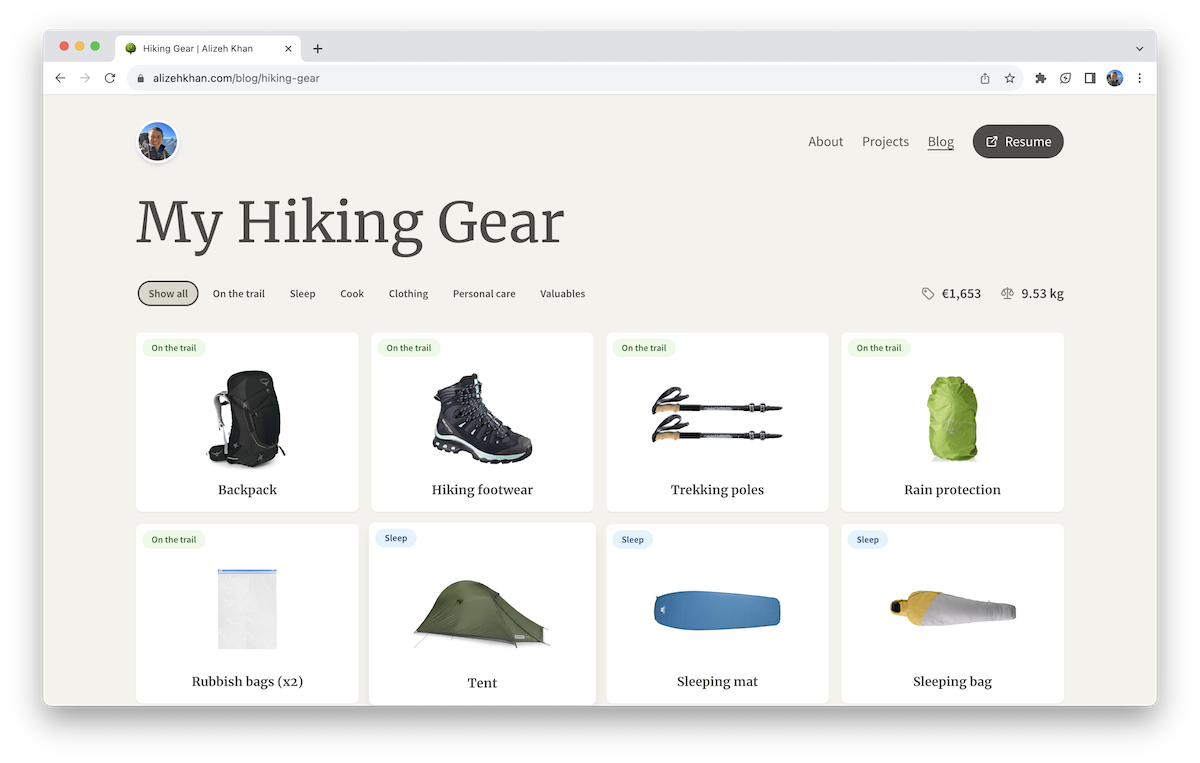 Hiking Gear | Alizeh Khan
alizehkhan.com/blog/hiking-gear
About Projects Blog Resume
My Hiking Gear
Show all On the trail Sleep Cook Clothing Personal care Valuables €1,653 9.53 kg
On the trail On the trail On the trail On the trail
Backpack Hiking footwear Trekking poles Rain protection
On the trail Sleep Sleep Sleep
Rubbish bags (x2) Tent Sleeping mat Sleeping bag